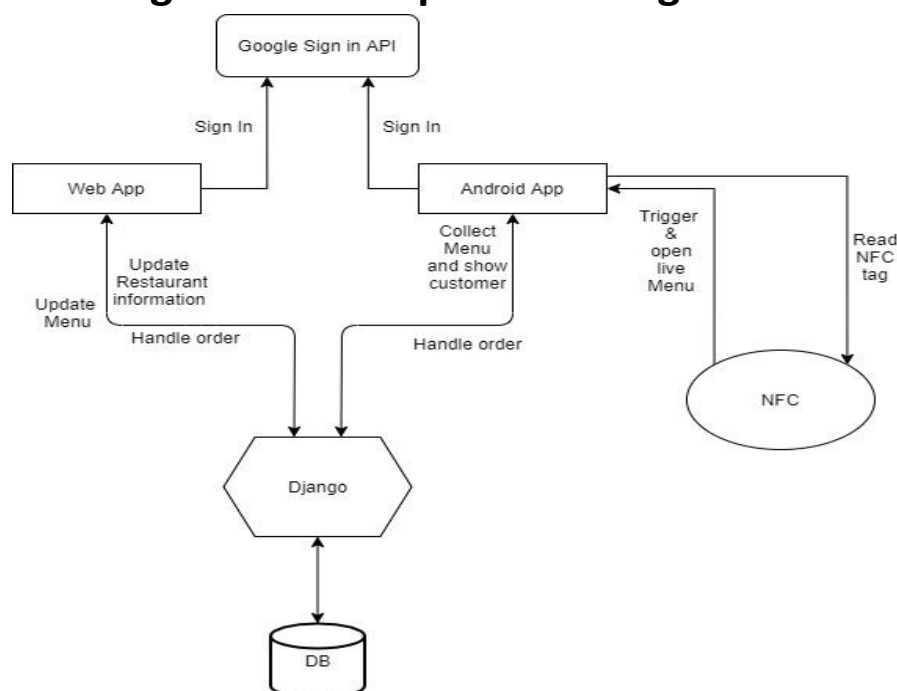 Google Sign in API
Sign In
Sign In
Web App
Android App
Collect
Menu
and show
customer
Trigger
&
open
live
Menu
Read
NFC
tag
Update
Restaurant
information
Update
Menu
Handle order
Handle order
NFC
Django
DB